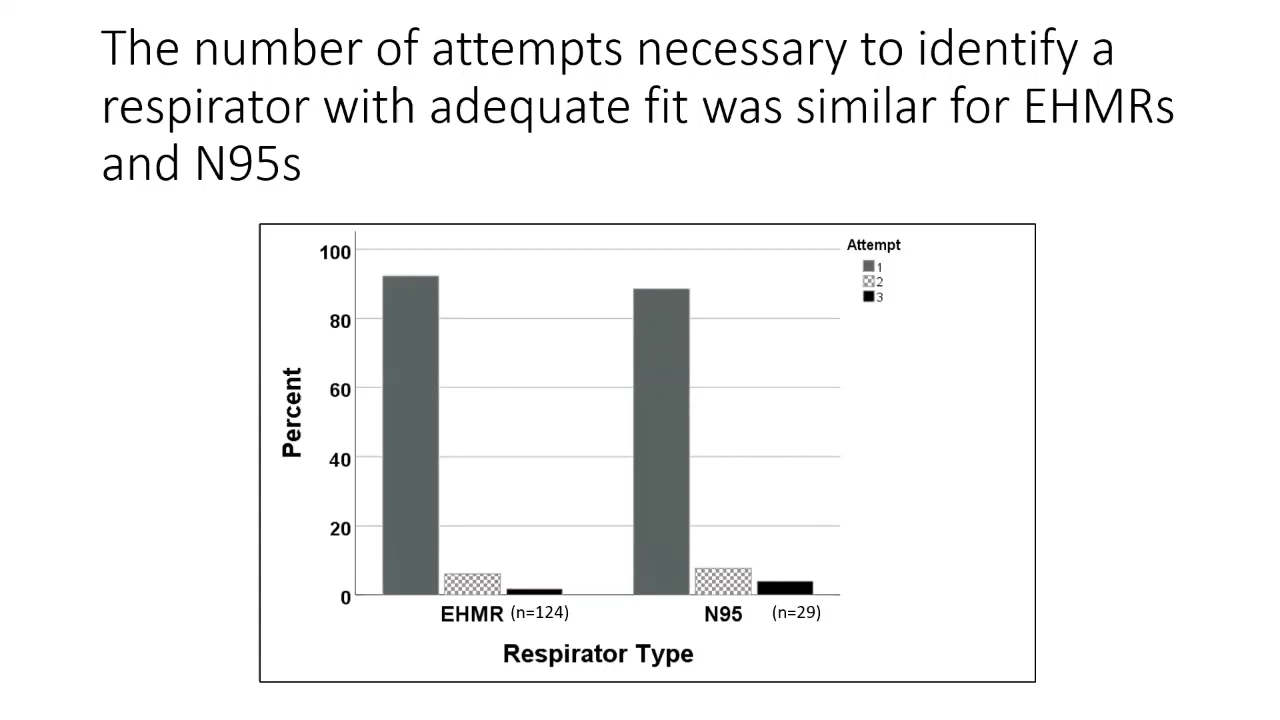 The number of attempts necessary to identify a
respirator with adequate fit was similar for EHMRs
and N95s
Attempt
1
2
3
100
80
60
40
20
0
Percent
EHMR (n=124)
N95 (n=29)
Respirator Type